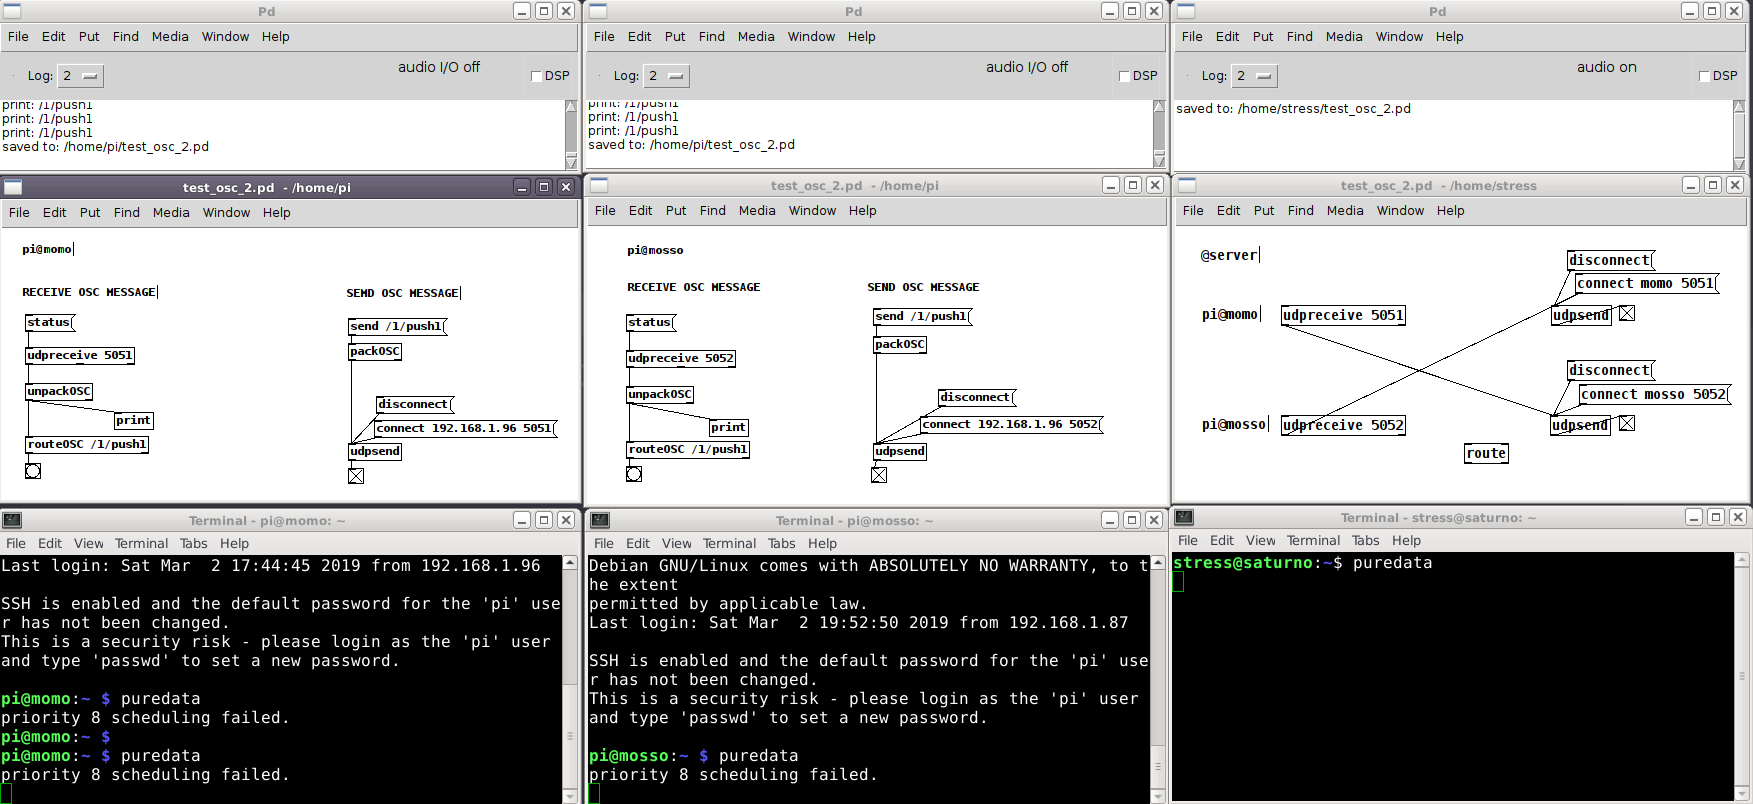 Pd
File Edit Put Find Media Window Help
audio I/O off
Log: 2 DSP
print: /1/push1
print: /1/push1
print: /1/push1
saved to: /home/pi/test_osc_2.pd
test_osc_2.pd - /home/pi
File Edit Put Find Media Window Help
pi@momo
RECEIVE OSC MESSAGE
SEMD OSC MESSAGE
status
send /1/push1
udpreceive 5051
packOSC
unpackOSC
disconnect
print
connect 192.168.1.96 5051
routeOSC /1/push1
udpsend
Terminal - pi@momo: ~
File Edit View Terminal Tabs Help
Last login: Sat Mar  2 17:44:45 2019 from 192.168.1.96
SSH is enabled and the default password for the 'pi' use
r has not been changed.
This is a security risk - please login as the 'pi' user
and type 'passwd' to set a new password.
pi@momo:~ $ puredata
priority 8 scheduling failed.
pi@momo:~ $
pi@momo:~ $ puredata
priority 8 scheduling failed.
Pd
File Edit Put Find Media Window Help
audio I/O off
Log: 2 DSP
print: /1/push1
print: /1/push1
print: /1/push1
saved to: /home/pi/test_osc_2.pd
test_osc_2.pd - /home/pi
File Edit Put Find Media Window Help
pi@mosso
RECEIVE OSC MESSAGE
SEND OSC MESSAGE
status
send /1/push1
packOSC
udpreceive 5052
unpackOSC
disconnect
print
connect 192.168.1.96 5052
routeOSC /1/push1
udpsend
Terminal - pi@mosso: ~
File Edit View Terminal Tabs Help
Debian GNU/Linux comes with ABSOLUTELY NO WARRANTY, to t
he extent
permitted by applicable law.
Last login: Sat Mar  2 19:52:50 2019 from 192.168.1.87
SSH is enabled and the default password for the 'pi' use
r has not been changed.
This is a security risk - please login as the 'pi' user
and type 'passwd' to set a new password.
pi@mosso:~ $ puredata
priority 8 scheduling failed.
Pd
File Edit Put Find Media Window Help
audio on
Log: 2 DSP
saved to: /home/stress/test_osc_2.pd
test_osc_2.pd - /home/stress
File Edit Put Find Media Window Help
@server
disconnect
connect momo 5051
pi@momo
udpreceive 5051
udpsend
disconnect
connect mosso 5052
pi@mosso
udpreceive 5052
udpsend
route
Terminal - stress@saturno: ~
File Edit View Terminal Tabs Help
stress@saturno:~$ puredata